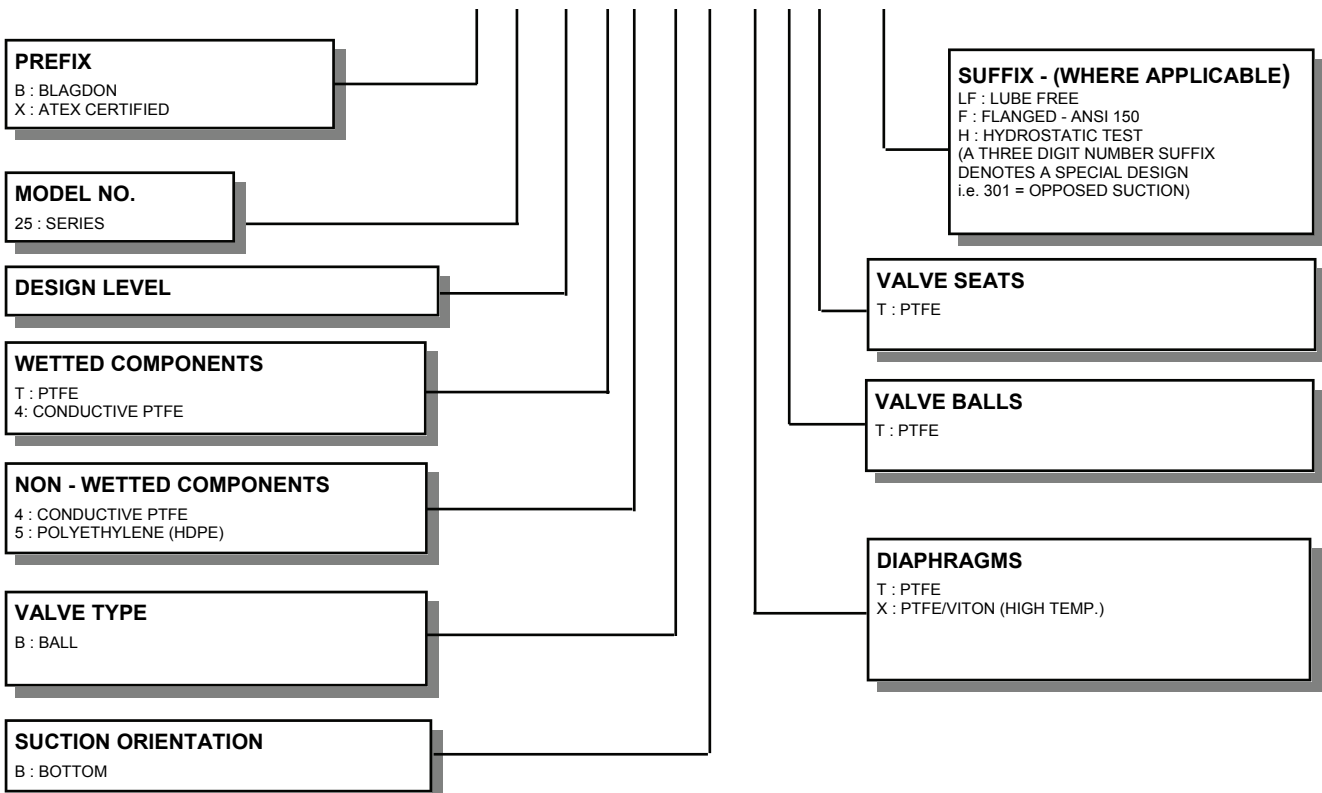 PREFIX
B : BLAGDON
X : ATEX CERTIFIED
MODEL NO.
25 : SERIES
DESIGN LEVEL
WETTED COMPONENTS
T : PTFE
4: CONDUCTIVE PTFE
NON - WETTED COMPONENTS
4 : CONDUCTIVE PTFE
5 : POLYETHYLENE (HDPE)
VALVE TYPE
B : BALL
SUCTION ORIENTATION
B : BOTTOM
SUFFIX - (WHERE APPLICABLE)
LF : LUBE FREE
F : FLANGED - ANSI 150
H : HYDROSTATIC TEST
(A THREE DIGIT NUMBER SUFFIX
DENOTES A SPECIAL DESIGN
i.e. 301 = OPPOSED SUCTION)
VALVE SEATS
T : PTFE
VALVE BALLS
T : PTFE
DIAPHRAGMS
T : PTFE
X : PTFE/VITON (HIGH TEMP.)